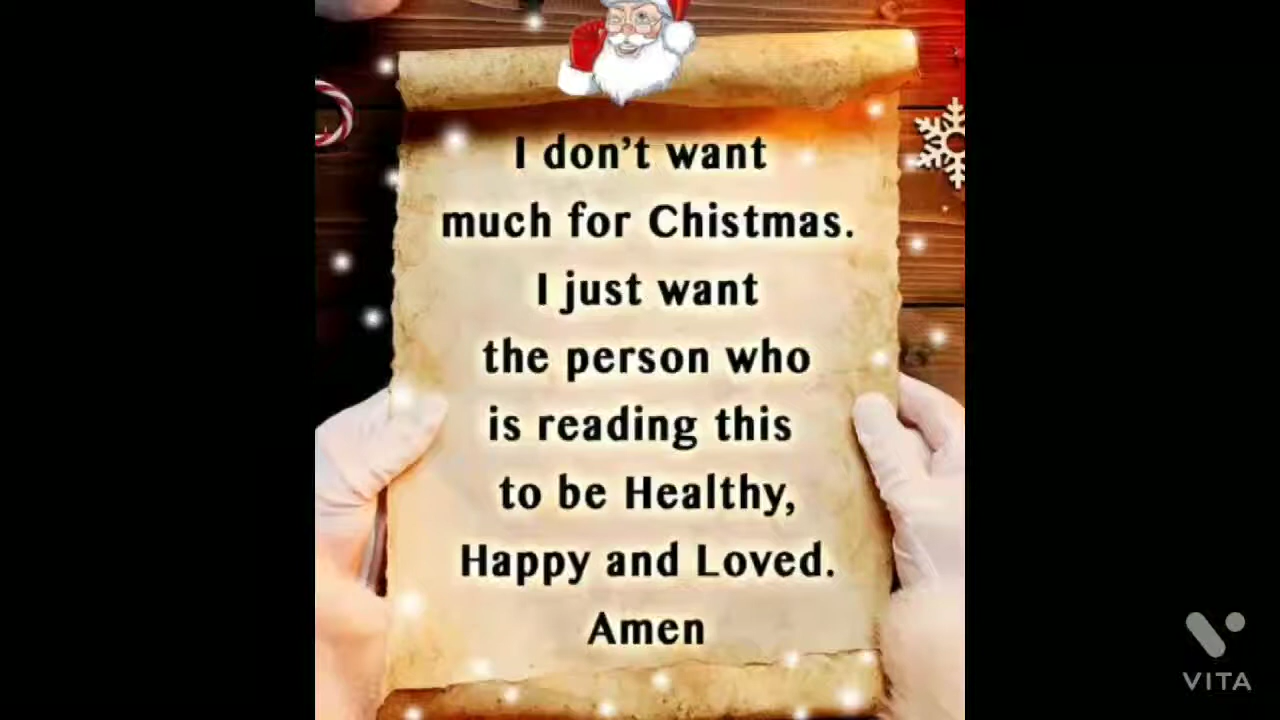 I don't want
much for Chistmas.
I just want
the person who
is reading this
to be Healthy,
Happy and Loved.
Amen
VITA